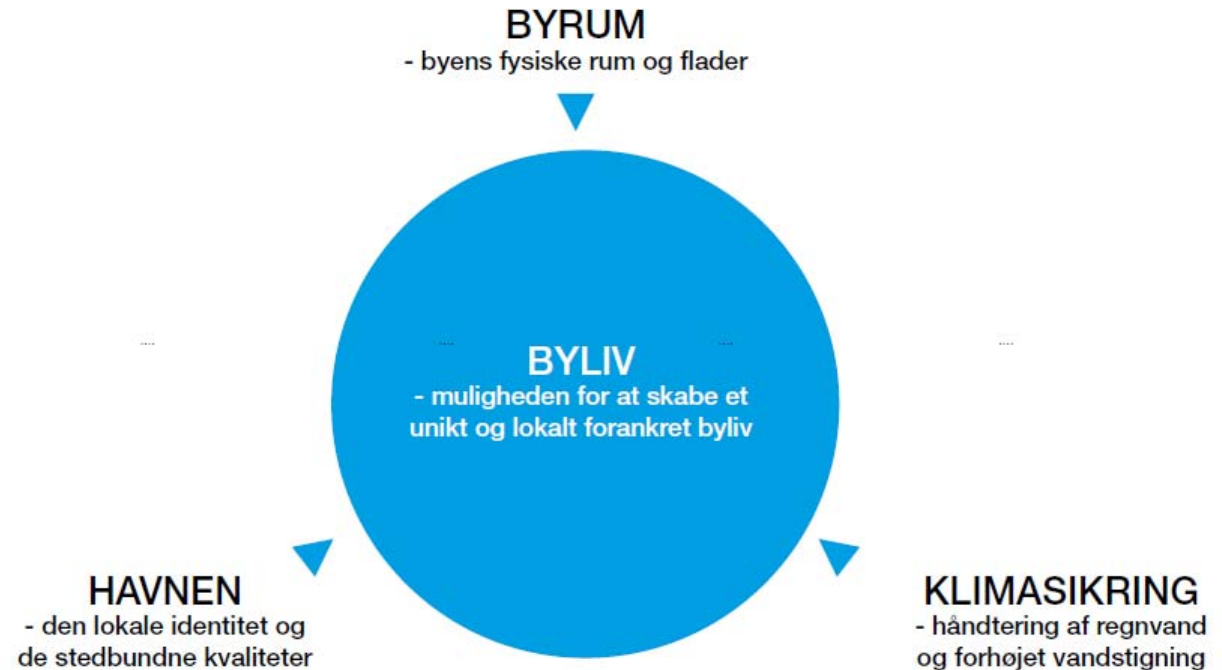 BYRUM
- byens fysiske rum og flader
BYLIV
- muligheden for at skabe et
unikt og lokalt forankret byliv
HAVNEN
- den lokale identitet og
de stedbundne kvaliteter
KLIMASIKRING
- håndtering af regnvand
og forhøjet vandstigning